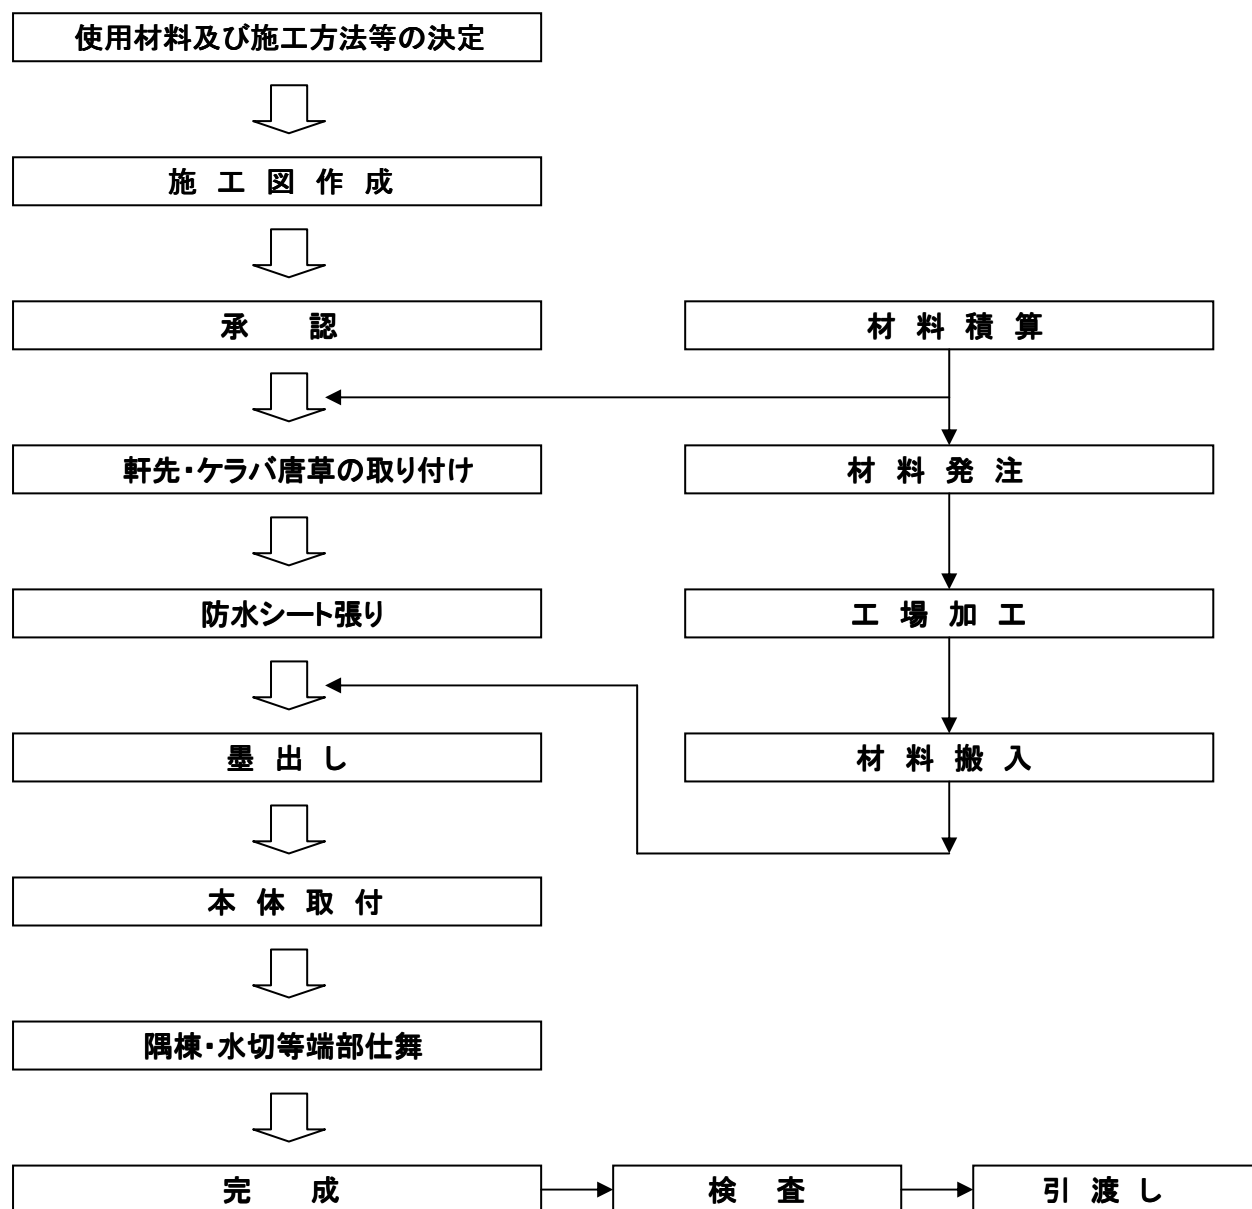 使用材料及び施工方法等の決定
施 工 図 作 成
承 認
材 料 積 算
軒先・ケラバ唐草の取り付け
材 料 発 注
防水シート張り
工 場 加 工
墨 出 し
材 料 搬 入
本 体 取 付
隅棟・水切等端部仕舞
完 成
検 査
引 渡 し